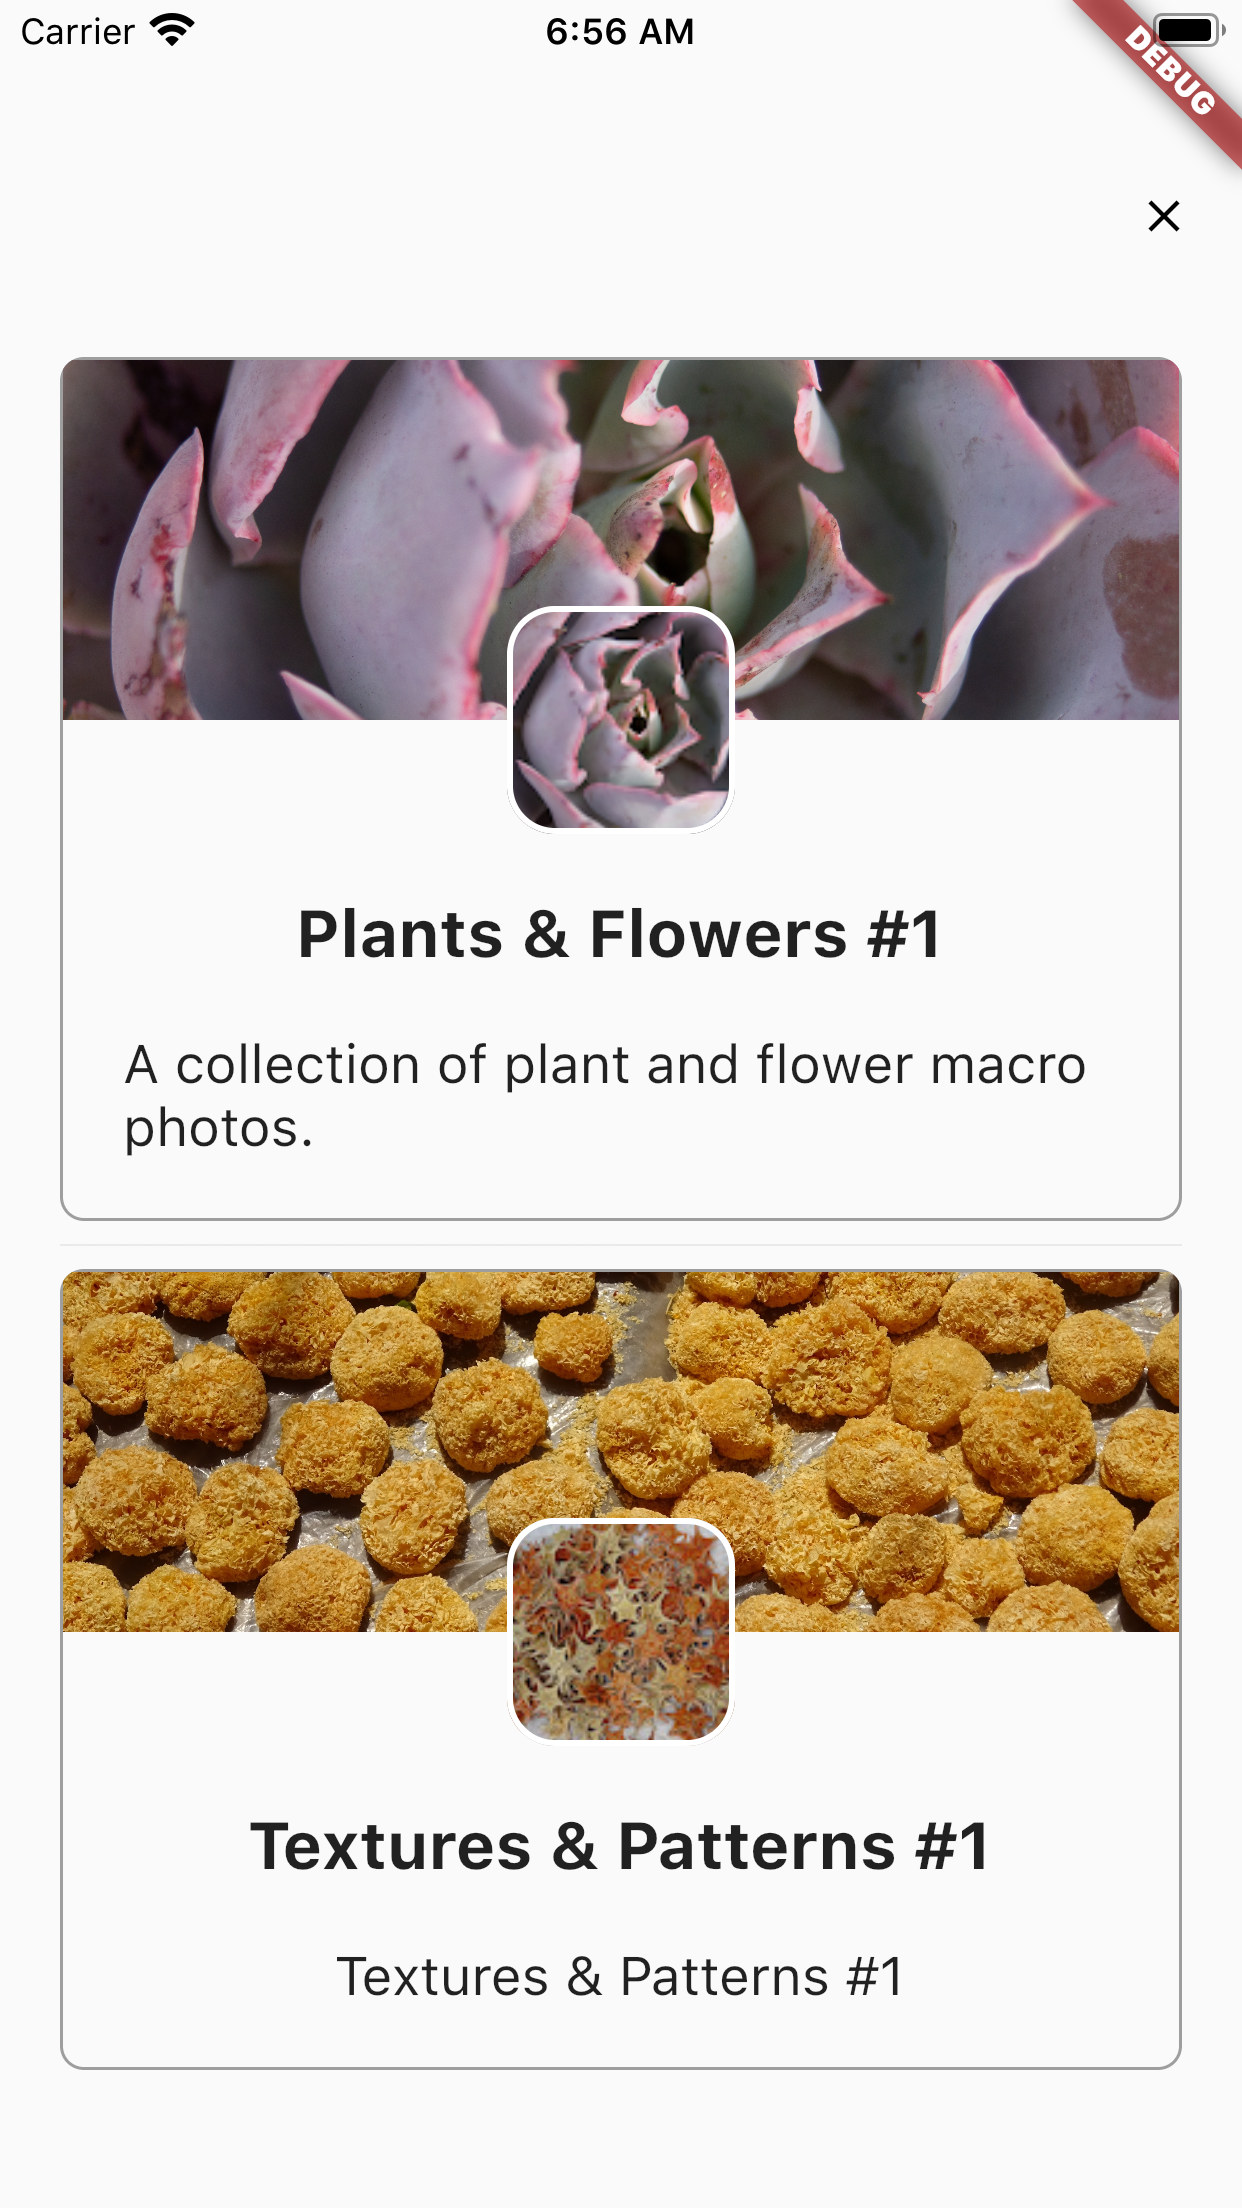 Carrier 6:56 AM
DEBUG
Plants & Flowers #1
A collection of plant and flower macro
photos.
Textures & Patterns #1
Textures & Patterns #1